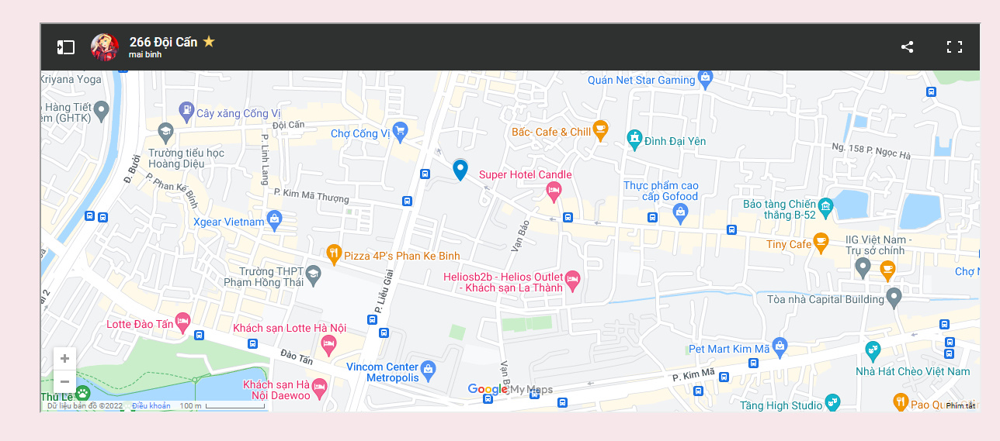 266 Đội Cấn
mai binh
Kriyana Yoga
Quán Net Star Gaming
Hàng Tiết
ệm (GHTK)
Cây xăng Cống Vị
Đội Cấn
Chợ Cống Vị
Bấc- Cafe & Chill
Đình Đại Yên
Ng. 158 P. Ngọc Hà
Trường tiểu học
Hoàng Diệu
P. Linh Lang
Đ. Bưởi
P. Phan Kế Bính
Super Hotel Candle
P. Kim Mã Thượng
Thực phẩm cao
cấp Gofood
Bảo tàng Chiến
thắng B-52
Xgear Vietnam
Vạn Bảo
Tiny Cafe
IIG Việt Nam -
Trụ sở chính
Pizza 4P's Phan Ke Binh
Trường THPT
Phạm Hồng Thái
P. Liễu Giai
Heliosb2b - Helios Outlet
- Khách sạn La Thành
Chợ
Tòa nhà Capital Building
ai 2
Lotte Đào Tấn
Khách sạn Lotte Hà Nội
Đào Tấn
Vincom Center
Metropolis
Vạn B
Pet Mart Kim Mã
P. Kim Mã
Nhà Hát Chèo Việt Nam
Khách sạn Hà
Nội Daewoo
Thủ Lệ
Google My Maps
Tầng High Studio
Pao Qu
Dữ liệu bản đồ ©2022
Điều khoản
100 m
Phím tắt